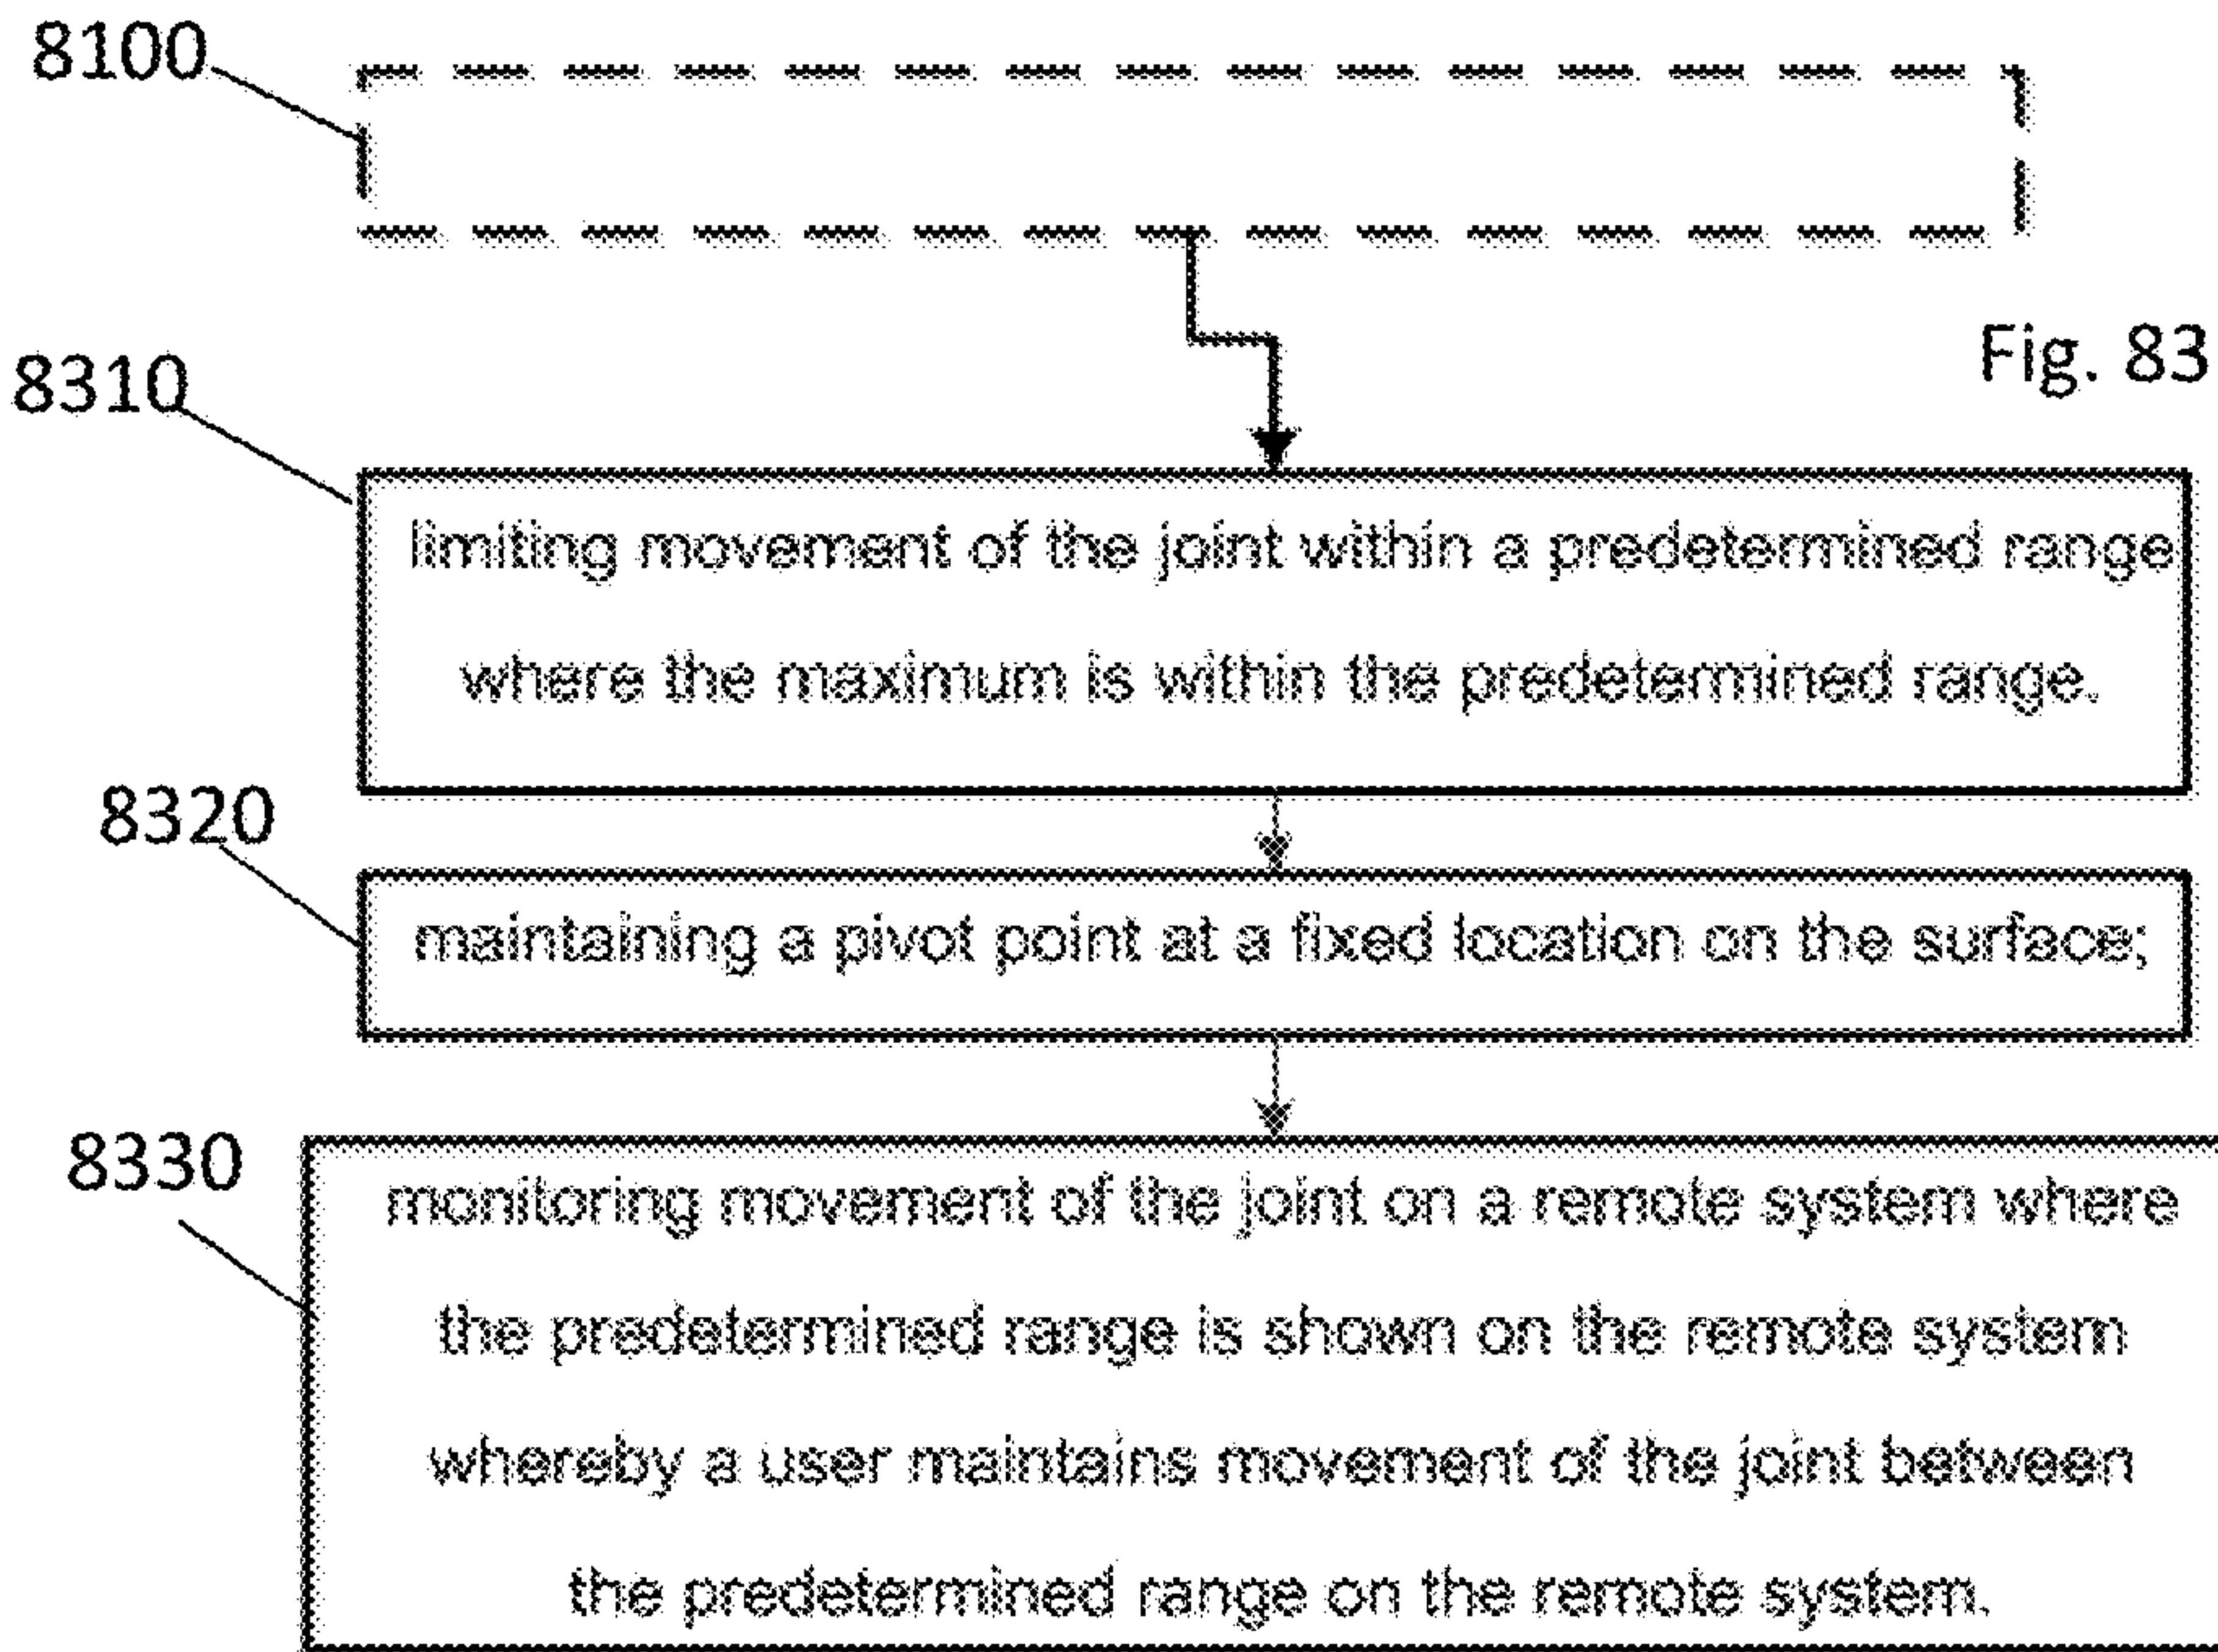 8100
Fig. 83
8310
limiting movement of the joint within a predetermined range
where the maximum is within the predetermined range.
8320
maintaining a pivot point at a fixed location on the surface;
8330
monitoring movement of the joint on a remote system where
the predetermined range is shown on the remote system
whereby a user maintains movement of the joint between
the predetermined range on the remote system.